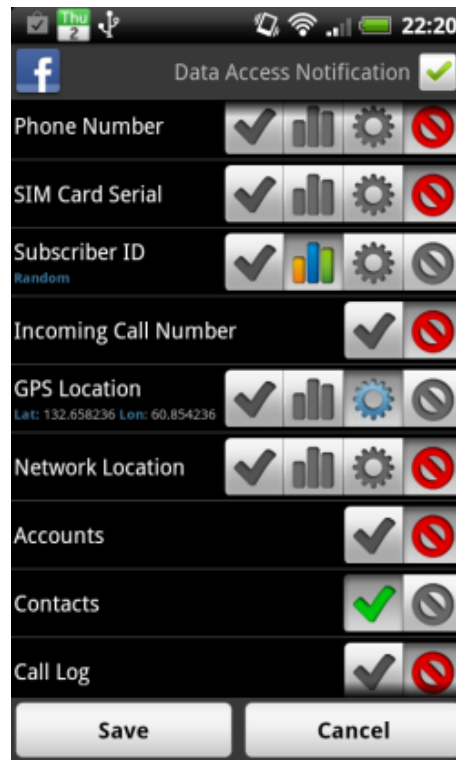 Thu
2
22:20
f
Data Access Notification
Phone Number
SIM Card Serial
Subscriber ID
Random
Incoming Call Number
GPS Location
Lat: 132.658236 Lon: 60.854236
Network Location
Accounts
Contacts
Call Log
Save
Cancel